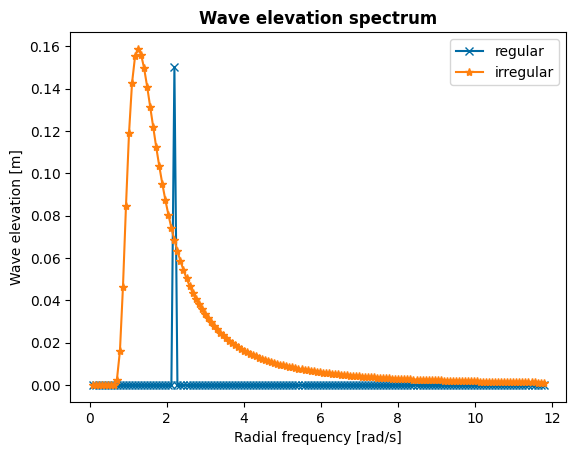 Wave elevation spectrum
regular
irregular
0.16
0.14
0.12
0.10
0.08
0.06
0.04
0.02
0.00
Wave elevation [m]
0 2 4 6 8 10 12
Radial frequency [rad/s]